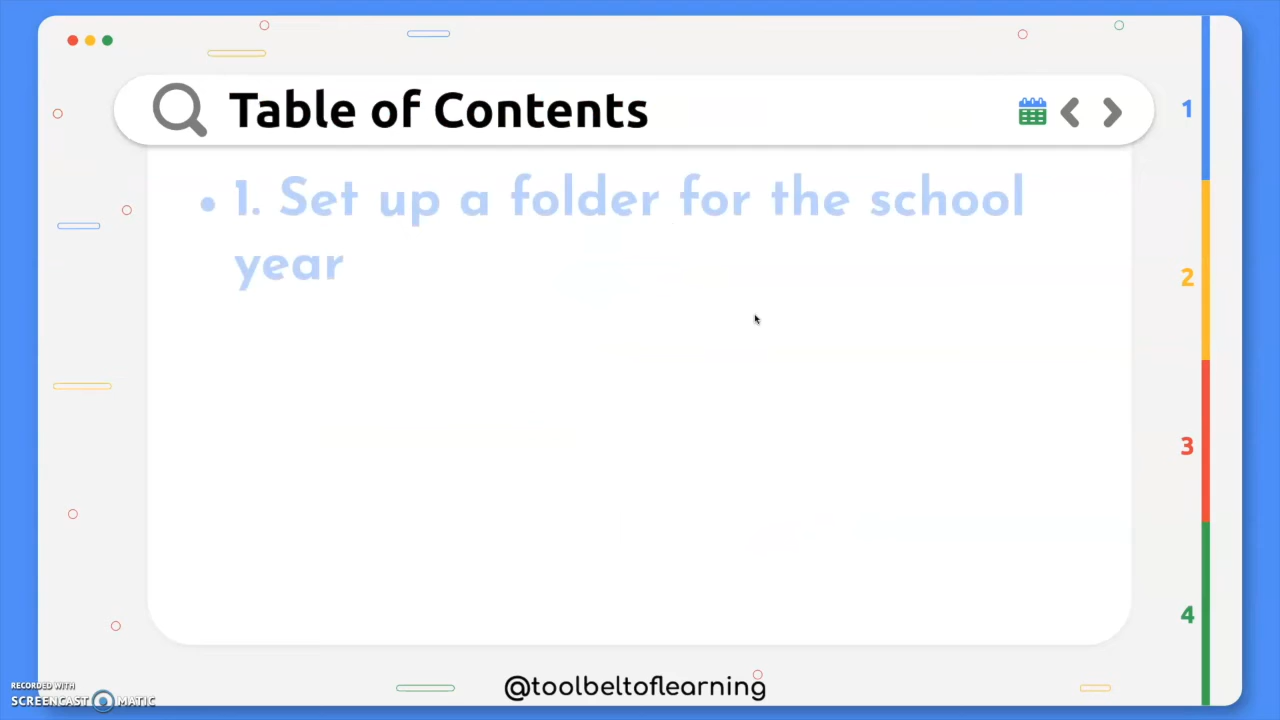 Table of Contents
1
• 1. Set up a folder for the school
year
2
3
4
@toolbeltoflearning
RECORDED WITH
SCREENCAST MATIC